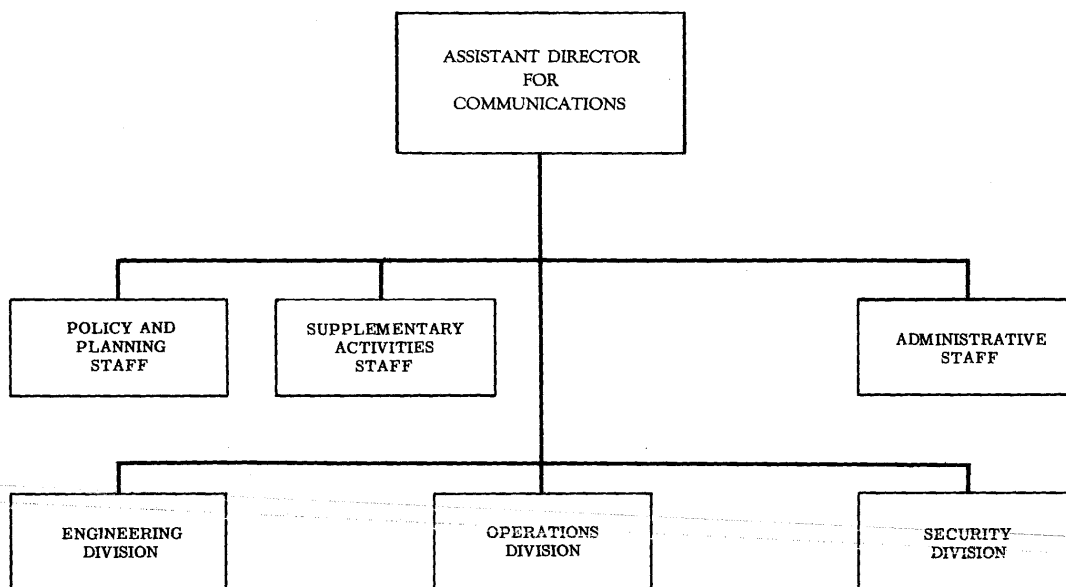 ASSISTANT DIRECTOR
FOR
COMMUNICATIONS
POLICY AND
PLANNING
STAFF
SUPPLEMENTARY
ACTIVITIES
STAFF
ADMINISTRATIVE
STAFF
ENGINEERING
DIVISION
OPERATIONS
DIVISION
SECURITY
DIVISION